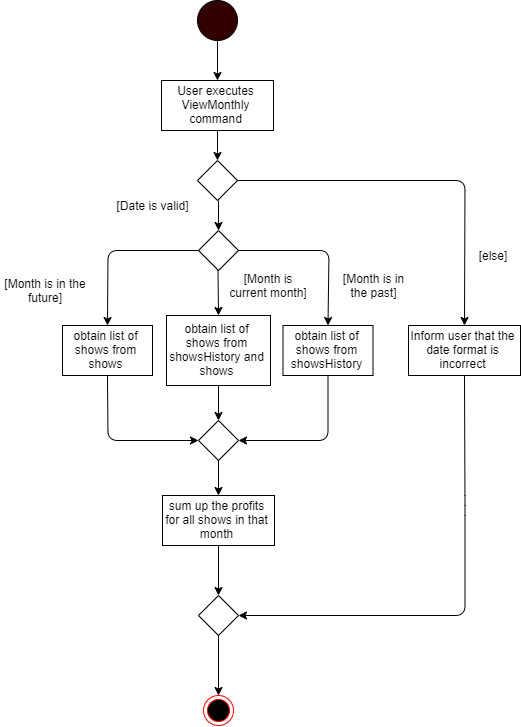 User executes
ViewMonthly
command
[Date is valid]
[else]
[Month is in the
future]
[Month is
current month]
[Month is in
the past]
obtain list of
shows from
shows
obtain list of
shows from
showsHistory and
shows
obtain list of
shows from
showsHistory
Inform user that the
date format is
incorrect
sum up the profits
for all shows in that
month